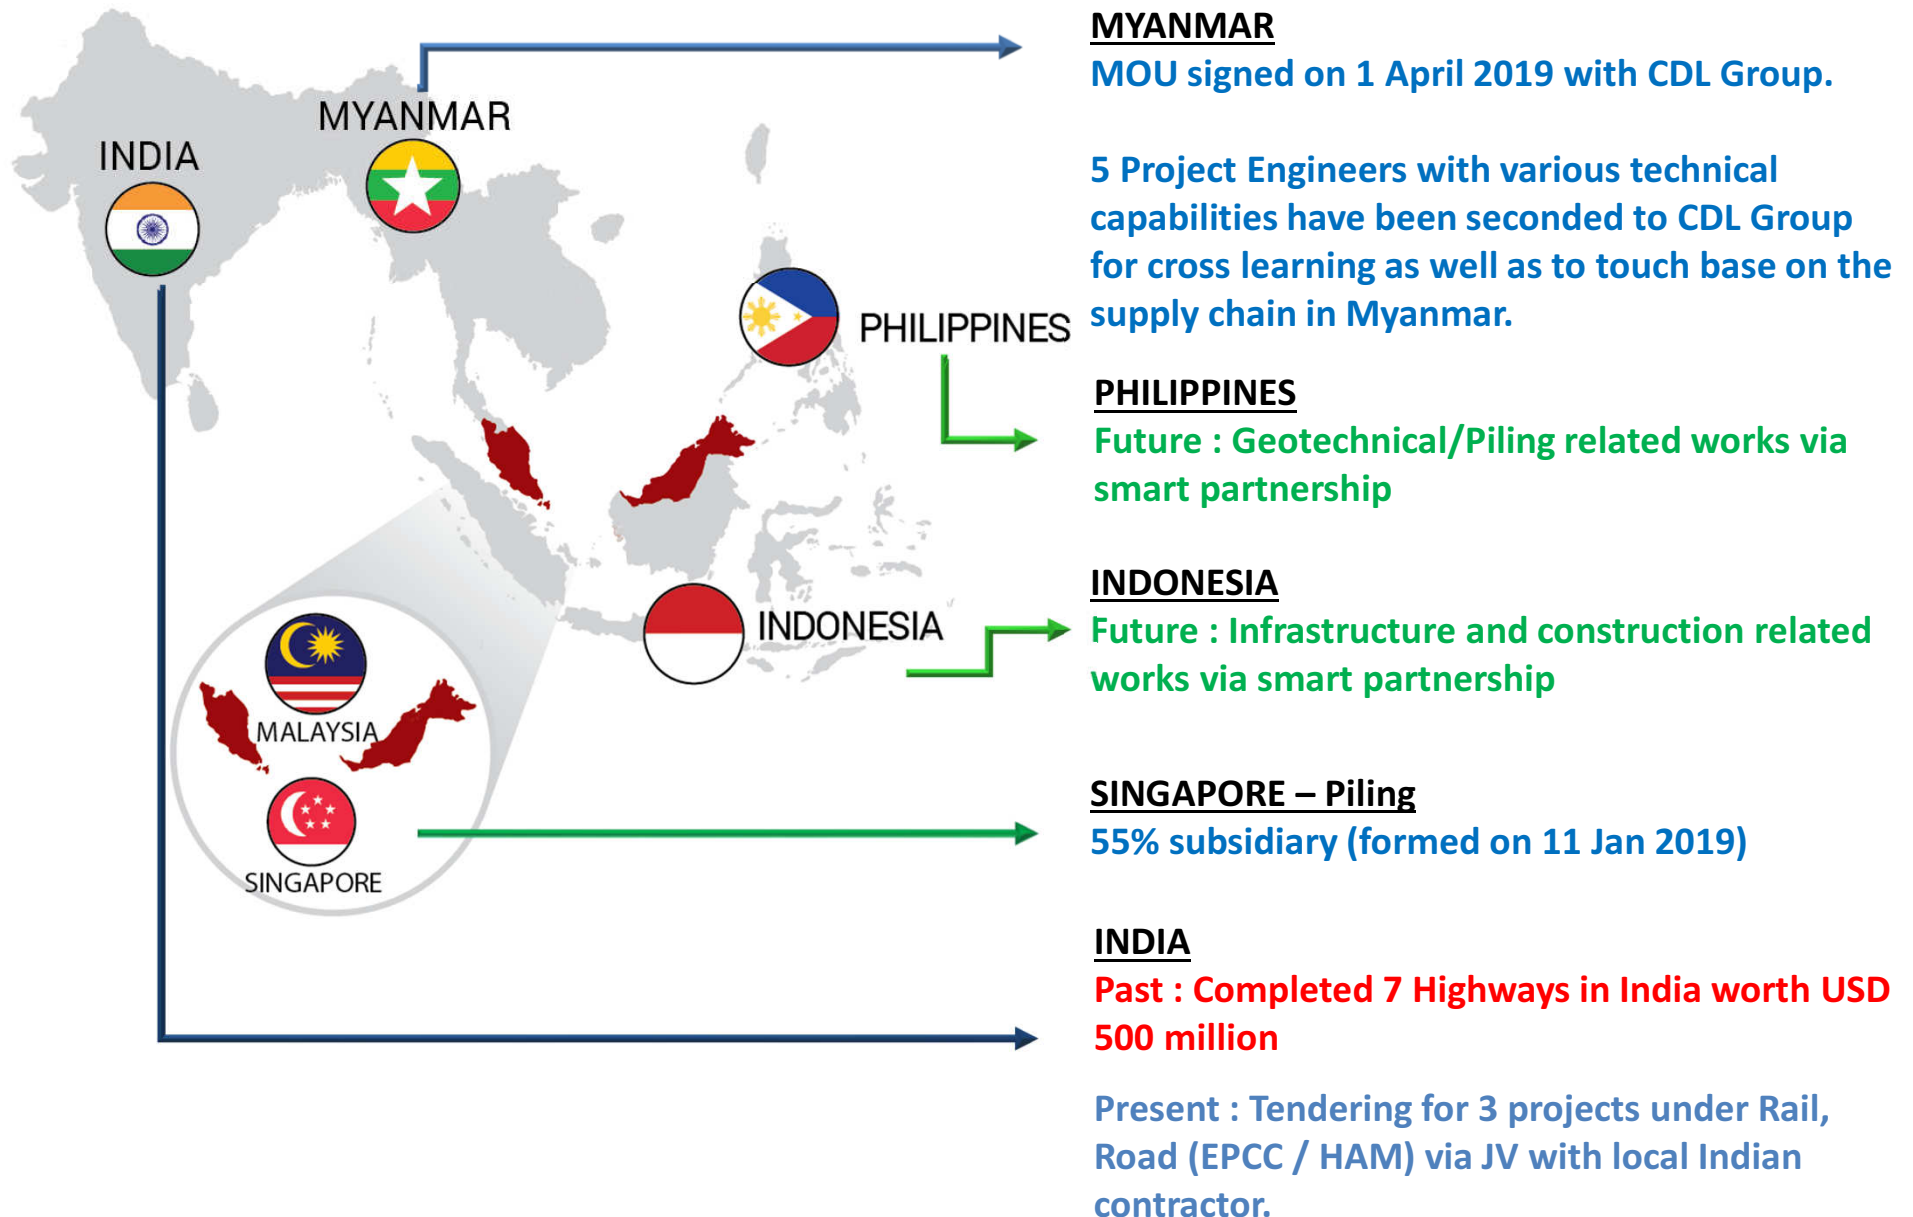 MYANMAR
INDIA
PHILIPPINES
INDONESIA
MALAYSIA
SINGAPORE
MYANMAR
MOU signed on 1 April 2019 with CDL Group.
5 Project Engineers with various technical
capabilities have been seconded to CDL Group
for cross learning as well as to touch base on the
supply chain in Myanmar.
PHILIPPINES
Future : Geotechnical/Piling related works via
smart partnership
INDONESIA
Future : Infrastructure and construction related
works via smart partnership
SINGAPORE – Piling
55% subsidiary (formed on 11 Jan 2019)
INDIA
Past : Completed 7 Highways in India worth USD
500 million
Present : Tendering for 3 projects under Rail,
Road (EPCC / HAM) via JV with local Indian
contractor.